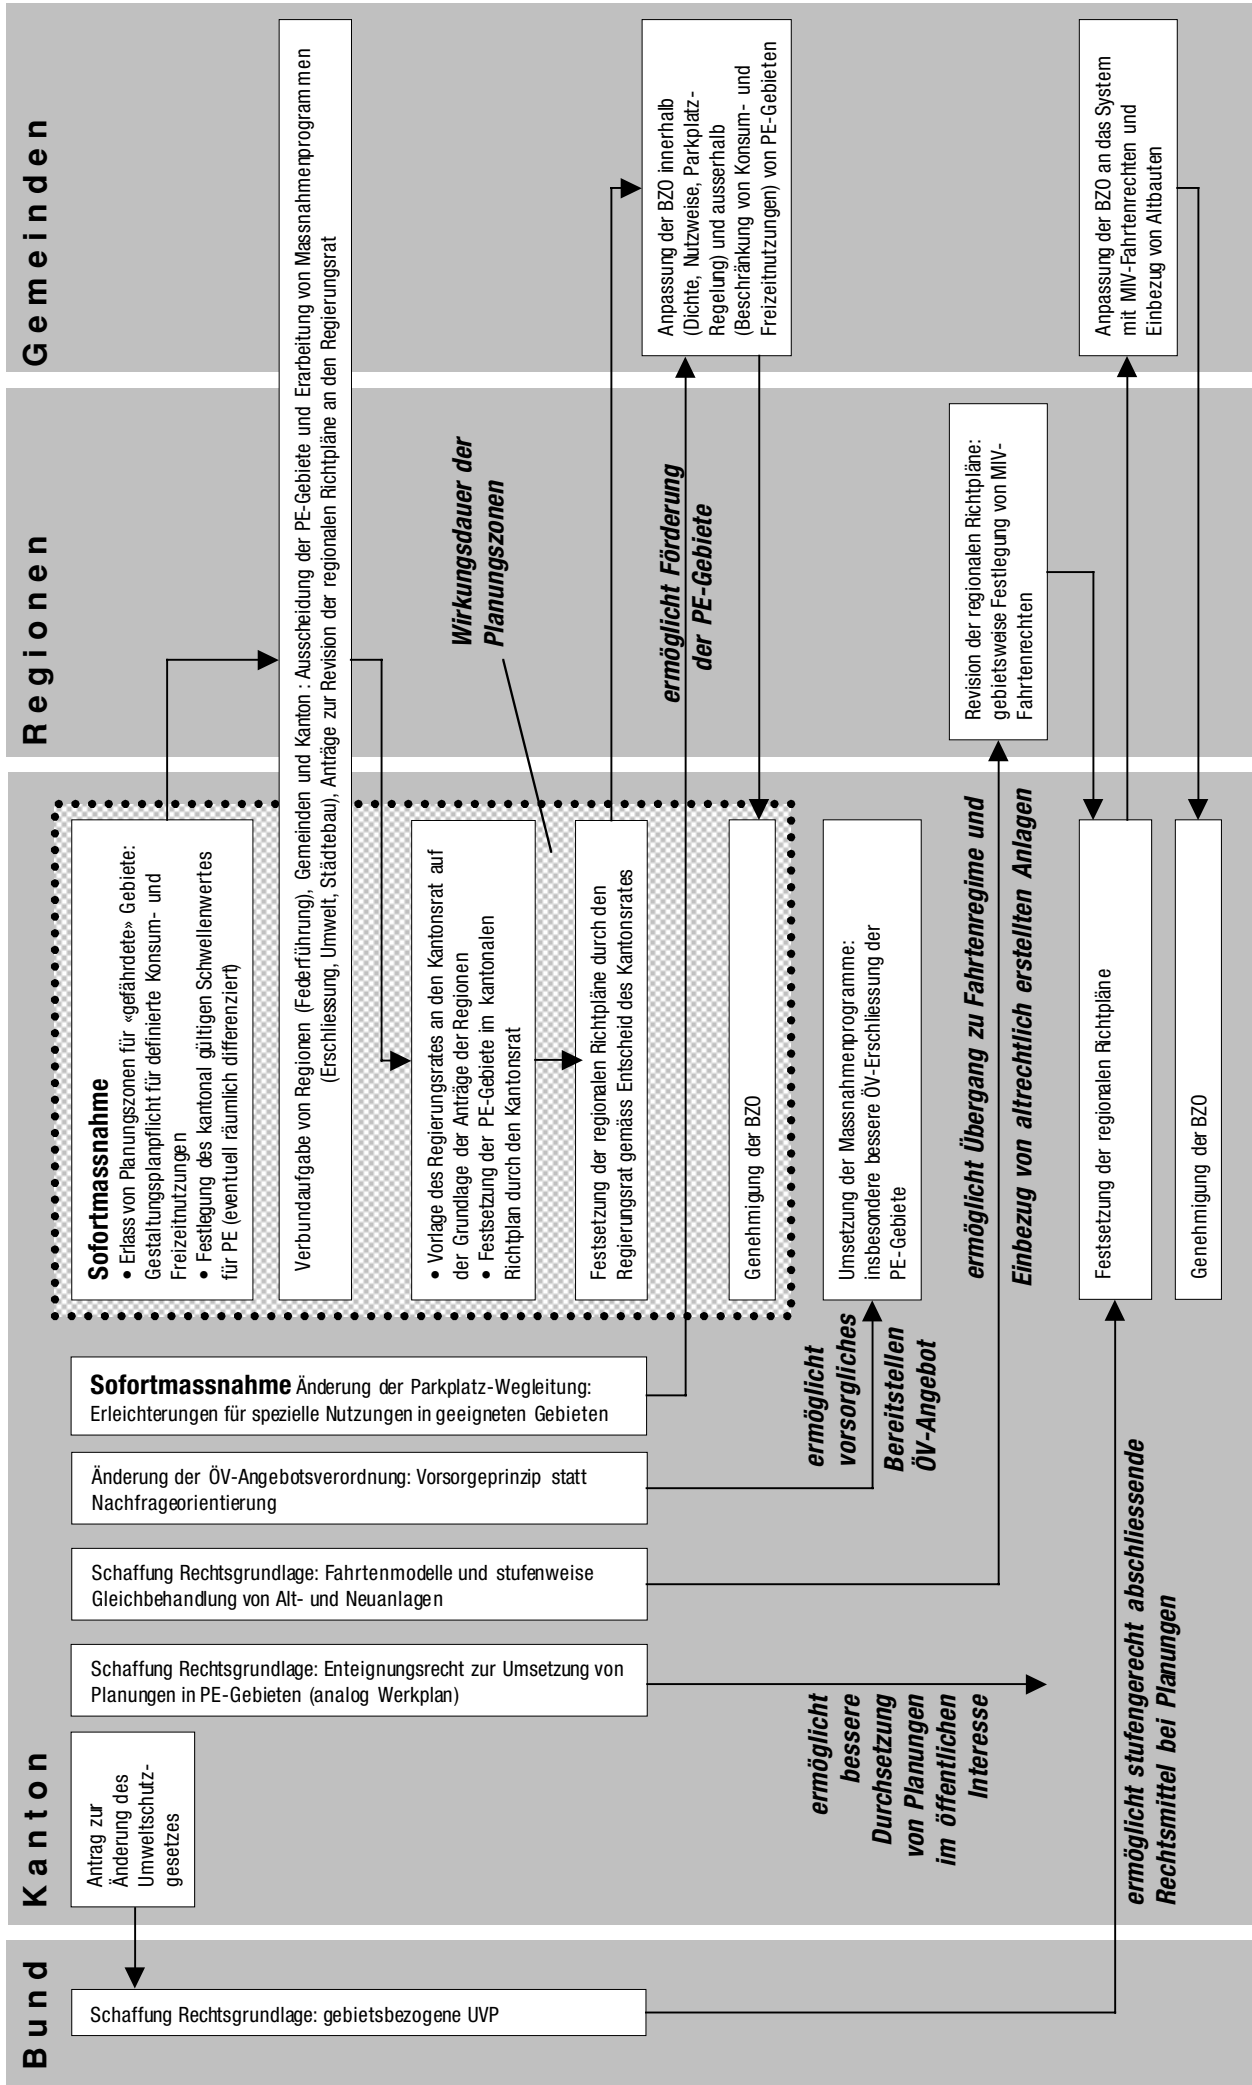 Bund
Schaffung Rechtsgrundlage: gebietsbezogene UVP
Kanton
Antrag zur
Änderung des
Umweltschutz-
gesetzes
Schaffung Rechtsgrundlage: Enteignungsrecht zur Umsetzung von
Planungen in PE-Gebieten (analog Werkplan)
Schaffung Rechtsgrundlage: Fahrtenmodelle und stufenweise
Gleichbehandlung von Alt- und Neuanlagen
Änderung der ÖV-Angebotsverordnung: Vorsorgeprinzip statt
Nachfrageorientierung
Sofortmassnahme Änderung der Parkplatz-Wegleitung:
Erleichterungen für spezielle Nutzungen in geeigneten Gebieten
Sofortmassnahme
• Erlass von Planungszonen für «gefährdete» Gebiete:
Gestaltungsplanpflicht für definierte Konsum- und
Freizeitnutzungen
• Festlegung des kantonal gültigen Schwellenwertes
für PE (eventuell räumlich differenziert)
Verbundaufgabe von Regionen (Federführung), Gemeinden und Kanton : Ausscheidung der PE-Gebiete und Erarbeitung von Massnahmenprogrammen
(Erschliessung, Umwelt, Städtebau), Anträge zur Revision der regionalen Richtpläne an den Regierungsrat
• Vorlage des Regierungsrates an den Kantonsrat auf
der Grundlage der Anträge der Regionen
• Festsetzung der PE-Gebiete im kantonalen
Richtplan durch den Kantonsrat
Festsetzung der regionalen Richtpläne durch den
Regierungsrat gemäss Entscheid des Kantonsrates
Genehmigung der BZO
Umsetzung der Massnahmenprogramme:
insbesondere bessere ÖV-Erschliessung der
PE-Gebiete
Festsetzung der regionalen Richtpläne
Genehmigung der BZO
ermöglicht
bessere
Durchsetzung
von Planungen
im öffentlichen
Interesse
ermöglicht
vorsorgliches
Bereitstellen
ÖV-Angebot
ermöglicht Übergang zu Fahrtenregime und
Einbezug von altrechtlich erstellten Anlagen
ermöglicht stufengerecht abschliessende
Rechtsmittel bei Planungen
Regionen
Wirkungsdauer der
Planungszonen
ermöglicht Förderung
der PE-Gebiete
Revision der regionalen Richtpläne:
gebietsweise Festlegung von MIV-
Fahrtenrechten
Gemeinden
Anpassung der BZO innerhalb
(Dichte, Nutzweise, Parkplatz-
Regelung) und ausserhalb
(Beschränkung von Konsum- und
Freizeitnutzungen) von PE-Gebieten
Anpassung der BZO an das System
mit MIV-Fahrtenrechten und
Einbezug von Altbauten